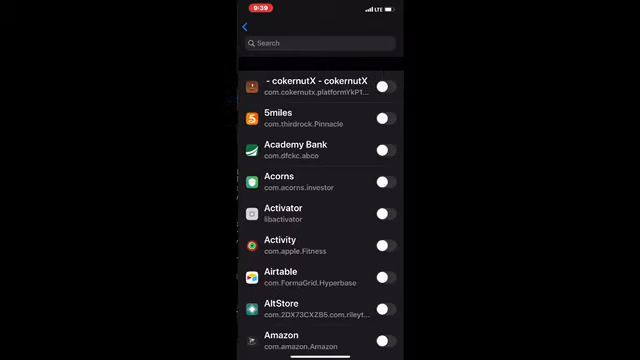 9:39
LTE
Search
- cokernutX - cokernutX
com.cokernutx.platformYkP1...
5miles
com.thirdrock.Pinnacle
Academy Bank
com.dfckc.abco
Acorns
com.acorns.investor
Activator
libactivator
Activity
com.apple.Fitness
Airtable
com.FormaGrid.Hyperbase
AltStore
com.2DX73CXZB5.com.rileyt...
Amazon
com.amazon.Amazon